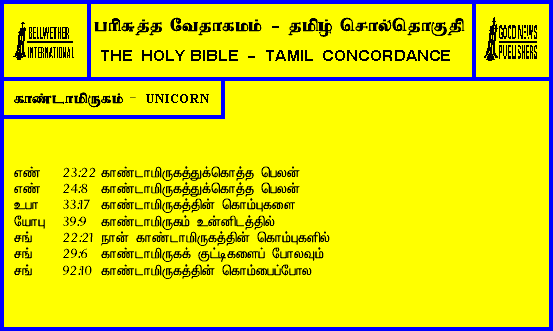 BELLWETHER
INTERNATIONAL
பரிசுத்த வேதாகமம் - தமிழ் சொல்தொகுதி
THE HOLY BIBLE - TAMIL CONCORDANCE
GOOD NEWS
PUBLISHERS
காண்டாமிருகம் - UNICORN
எண் 23:22 காண்டாமிருகத்துக்கொத்த பெலன்
எண் 24:8 காண்டாமிருகத்துக்கொத்த பெலன்
உபா 33:17 காண்டாமிருகத்தின் கொம்புகளை
யோபு 39:9 காண்டாமிருகம் உன்னிடத்தில்
சங் 22:21 நான் காண்டாமிருகத்தின் கொம்புகளில்
சங் 29:6 காண்டாமிருகக் குட்டிகளைப் போலவும்
சங் 92:10 காண்டாமிருகத்தின் கொம்பைப்போல